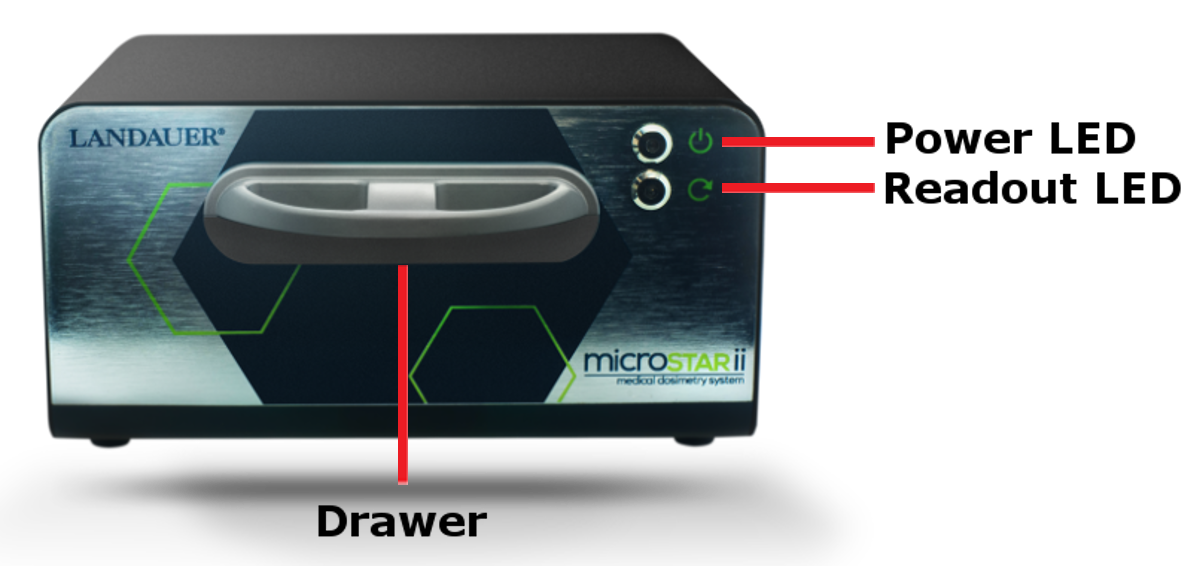 LANDAUER®
Power LED
Readout LED
microSTARii
medical dosimetry system
Drawer